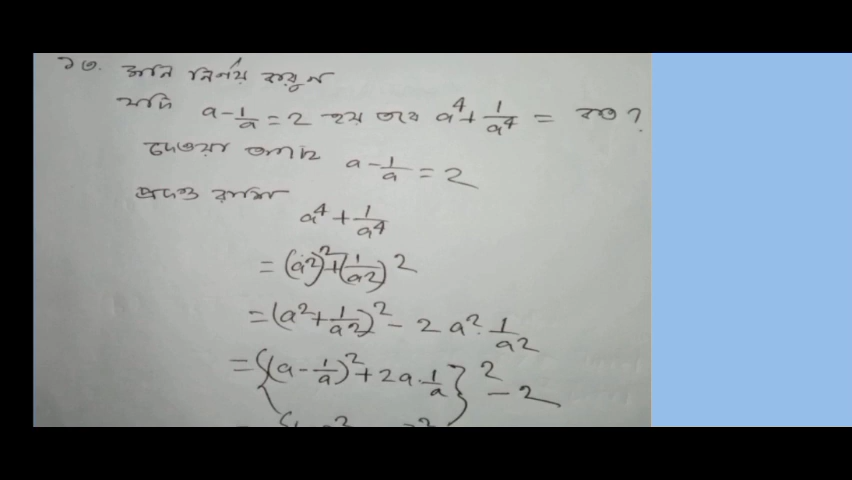 ১৩. মান নির্ণয় করুন
যদি a - 1/a = 2 হয় তবে a⁴ + 1/a⁴ = কত ?
দেওয়া আছে a - 1/a = 2
প্রদত্ত রাশি
a⁴ + 1/a⁴
= (a²)² + (1/a²)²
= (a² + 1/a²)² - 2 a² · 1/a²
= {(a - 1/a)² + 2a · 1/a}² - 2